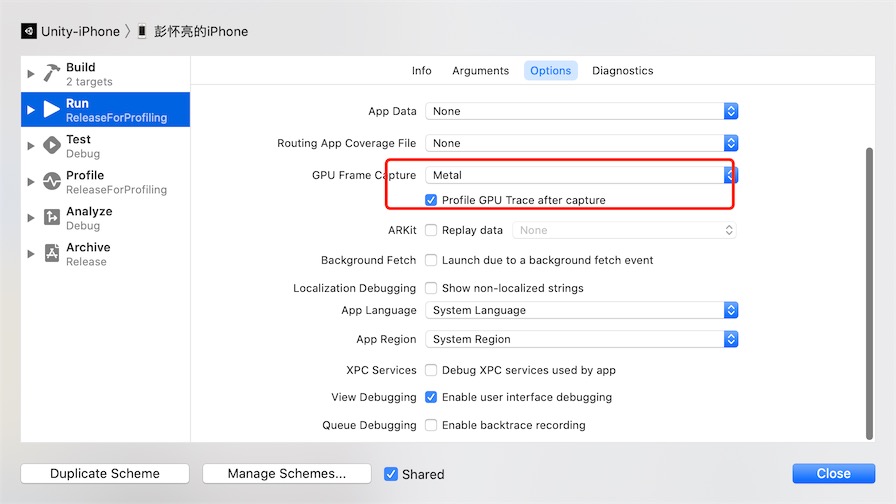 Unity-iPhone 〉 彭怀亮的iPhone
Build
2 targets
Run
ReleaseForProfiling
Test
Debug
Profile
ReleaseForProfiling
Analyze
Debug
Archive
Release
Info Arguments Options Diagnostics
App Data None
Routing App Coverage File None
GPU Frame Capture Metal
Profile GPU Trace after capture
ARKit Replay data None
Background Fetch Launch due to a background fetch event
Localization Debugging Show non-localized strings
App Language System Language
App Region System Region
XPC Services Debug XPC services used by app
View Debugging Enable user interface debugging
Queue Debugging Enable backtrace recording
Duplicate Scheme Manage Schemes... Shared Close